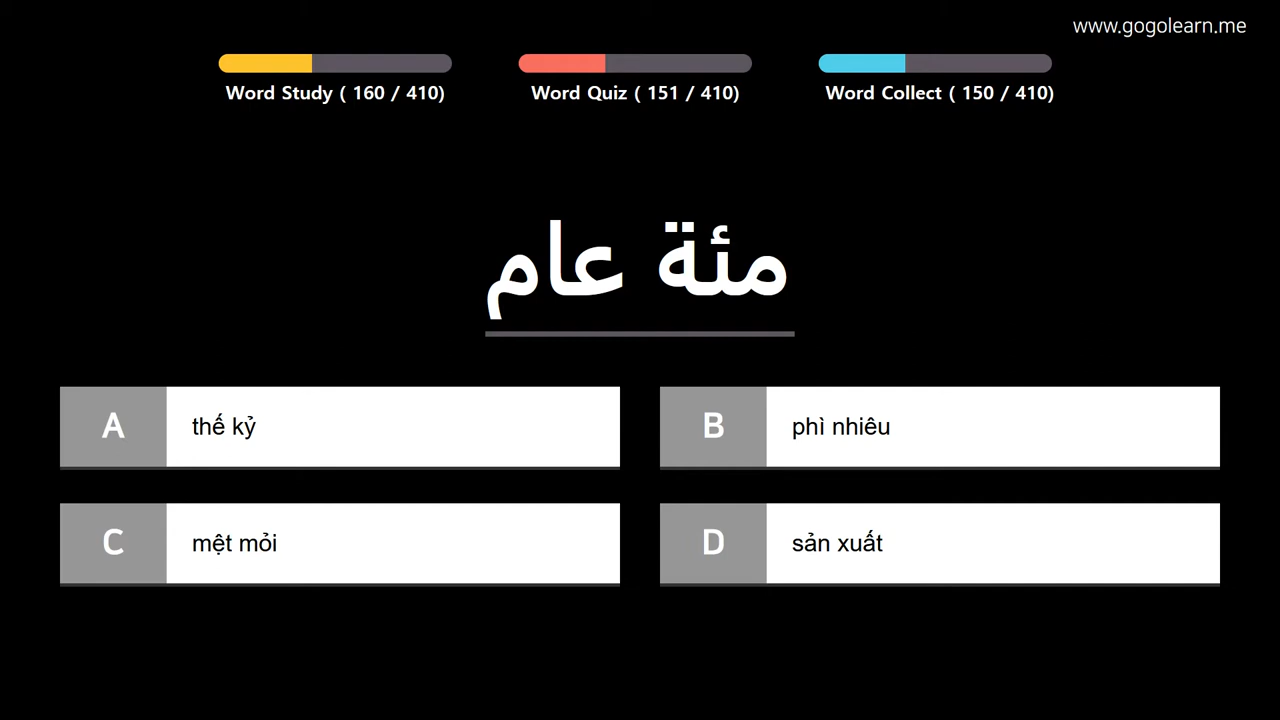 www.gogolearn.me
Word Study ( 160 / 410)
Word Quiz ( 151 / 410)
Word Collect ( 150 / 410)
مئة عام
A
thế kỷ
B
phì nhiêu
C
mệt mỏi
D
sản xuất